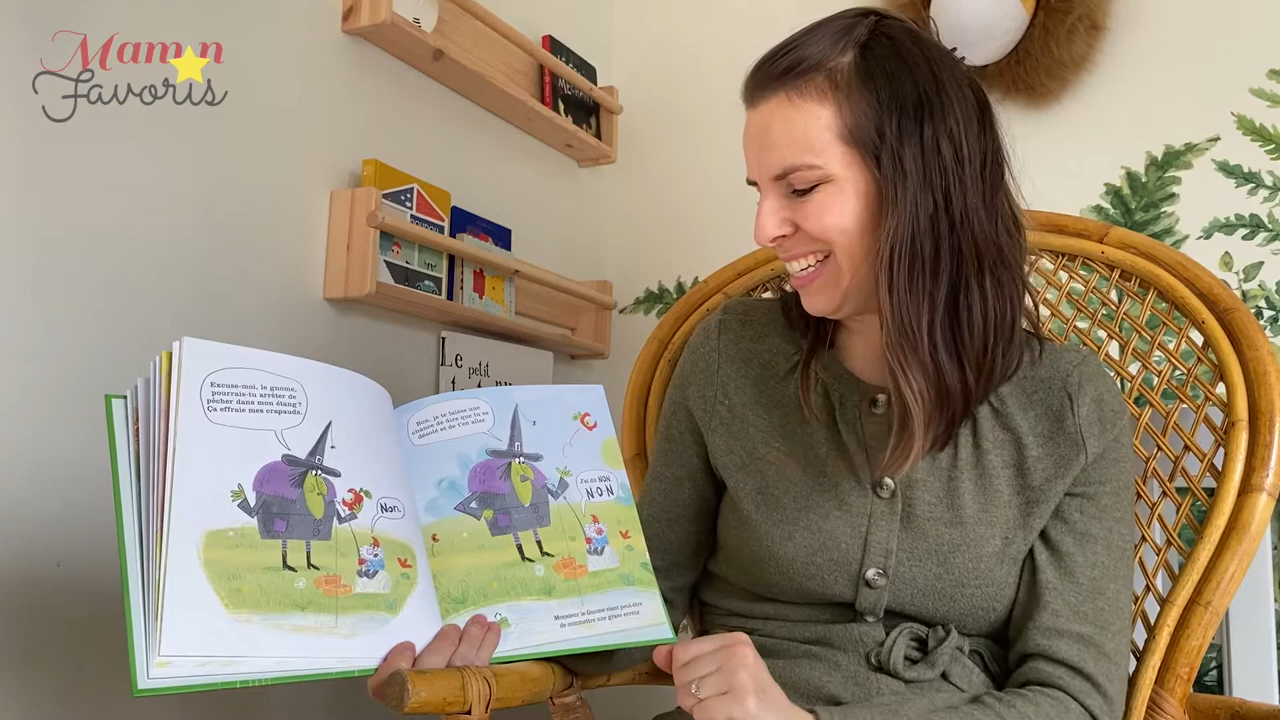 Maman
Favoris
MÉCHANT
Le petit
Excuse-moi, le gnome,
pourrais-tu arrêter de
pêcher dans mon étang?
Ça effraie mes crapauds.
Non.
Bon, je te laisse une
chance de dire que tu es
désolé et de t'en aller.
J'ai dit NON.
N-O-N
Monsieur le Gnome vient peut-être
de commettre une grave erreur.